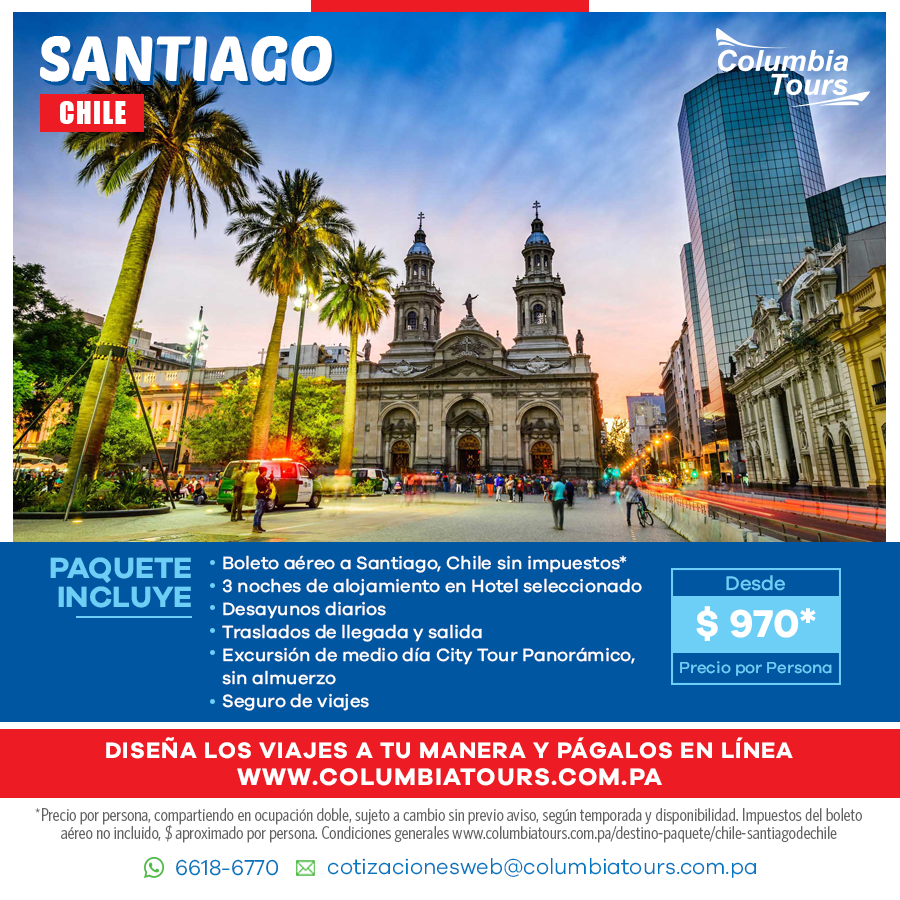 SANTIAGO
CHILE
Columbia
Tours
PAQUETE
INCLUYE
• Boleto aéreo a Santiago, Chile sin impuestos*
• 3 noches de alojamiento en Hotel seleccionado
• Desayunos diarios
• Traslados de llegada y salida
• Excursión de medio día City Tour Panorámico,
sin almuerzo
• Seguro de viajes
Desde
$ 970*
Precio por Persona
DISEÑA LOS VIAJES A TU MANERA Y PÁGALOS EN LÍNEA
WWW.COLUMBIATOURS.COM.PA
*Precio por persona, compartiendo en ocupación doble, sujeto a cambio sin previo aviso, según temporada y disponibilidad. Impuestos del boleto
aéreo no incluido, $ aproximado por persona. Condiciones generales www.columbiatours.com.pa/destino-paquete/chile-santiagodechile
6618-6770 cotizacionesweb@columbiatours.com.pa